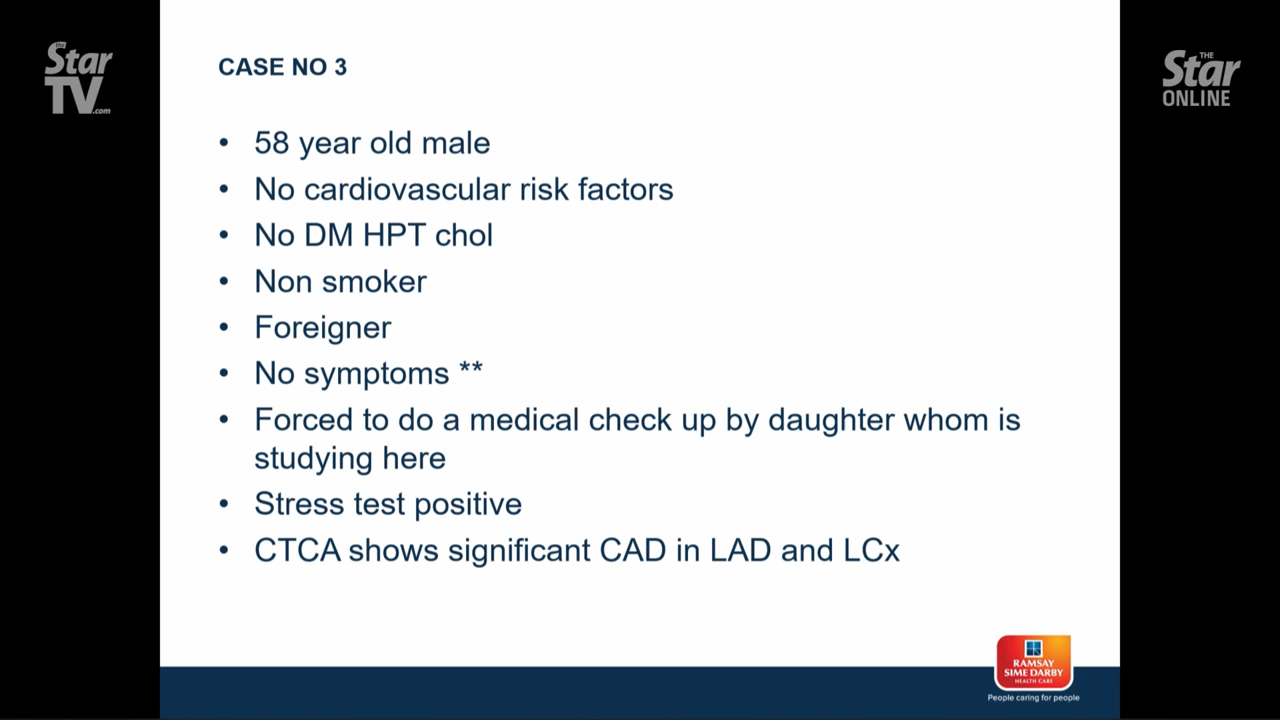 THE
Star
TV.com
THE
Star
ONLINE
CASE NO 3
• 58 year old male
• No cardiovascular risk factors
• No DM HPT chol
• Non smoker
• Foreigner
• No symptoms **
• Forced to do a medical check up by daughter whom is
studying here
• Stress test positive
• CTCA shows significant CAD in LAD and LCx
RAMSAY
SIME DARBY
HEALTH CARE
People caring for people